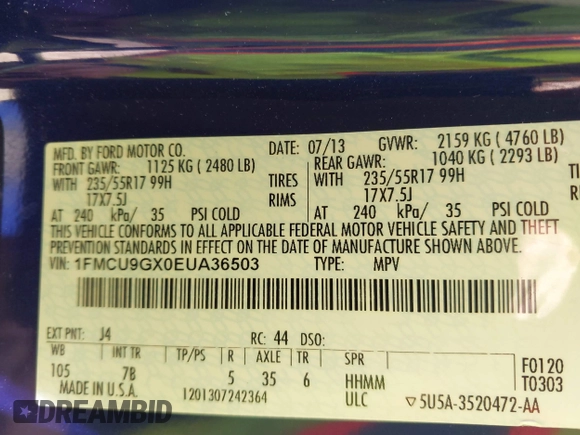 MFD. BY FORD MOTOR CO. DATE: 07/13 GVWR: 2159 KG ( 4760 LB)
FRONT GAWR: 1125 KG ( 2480 LB) REAR GAWR: 1040 KG ( 2293 LB)
WITH 235/55R17 99H TIRES WITH 235/55R17 99H
17X7.5J RIMS 17X7.5J
AT 240 kPa/ 35 PSI COLD AT 240 kPa/ 35 PSI COLD
THIS VEHICLE CONFORMS TO ALL APPLICABLE FEDERAL MOTOR VEHICLE SAFETY AND THEFT
PREVENTION STANDARDS IN EFFECT ON THE DATE OF MANUFACTURE SHOWN ABOVE.
VIN: 1FMCU9GX0EUA36503 TYPE: MPV
EXT PNT: J4 RC: 44 DSO:
WB INT TR TP/PS R AXLE TR SPR F0120
105 7B 5 35 6 HHMM T0303
MADE IN U.S.A. 1201307242364 ULC ▽5U5A-3520472-AA
RIDESAFELY.COM